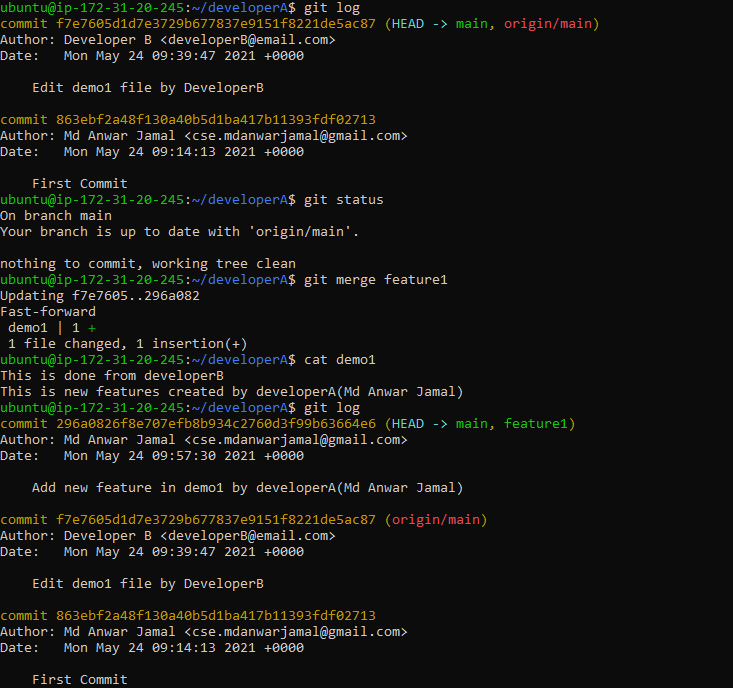 ubuntu@ip-172-31-20-245:~/developerA$ git log
commit f7e7605d1d7e3729b677837e9151f8221de5ac87 (HEAD -> main, origin/main)
Author: Developer B <developerB@email.com>
Date:   Mon May 24 09:39:47 2021 +0000

    Edit demo1 file by DeveloperB

commit 863ebf2a48f130a40b5d1ba417b11393fdf02713
Author: Md Anwar Jamal <cse.mdanwarjamal@gmail.com>
Date:   Mon May 24 09:14:13 2021 +0000

    First Commit
ubuntu@ip-172-31-20-245:~/developerA$ git status
On branch main
Your branch is up to date with 'origin/main'.

nothing to commit, working tree clean
ubuntu@ip-172-31-20-245:~/developerA$ git merge feature1
Updating f7e7605..296a082
Fast-forward
 demo1 | 1 +
 1 file changed, 1 insertion(+)
ubuntu@ip-172-31-20-245:~/developerA$ cat demo1
This is done from developerB
This is new features created by developerA(Md Anwar Jamal)
ubuntu@ip-172-31-20-245:~/developerA$ git log
commit 296a0826f8e707efb8b934c2760d3f99b63664e6 (HEAD -> main, feature1)
Author: Md Anwar Jamal <cse.mdanwarjamal@gmail.com>
Date:   Mon May 24 09:57:30 2021 +0000

    Add new feature in demo1 by developerA(Md Anwar Jamal)

commit f7e7605d1d7e3729b677837e9151f8221de5ac87 (origin/main)
Author: Developer B <developerB@email.com>
Date:   Mon May 24 09:39:47 2021 +0000

    Edit demo1 file by DeveloperB

commit 863ebf2a48f130a40b5d1ba417b11393fdf02713
Author: Md Anwar Jamal <cse.mdanwarjamal@gmail.com>
Date:   Mon May 24 09:14:13 2021 +0000

    First Commit